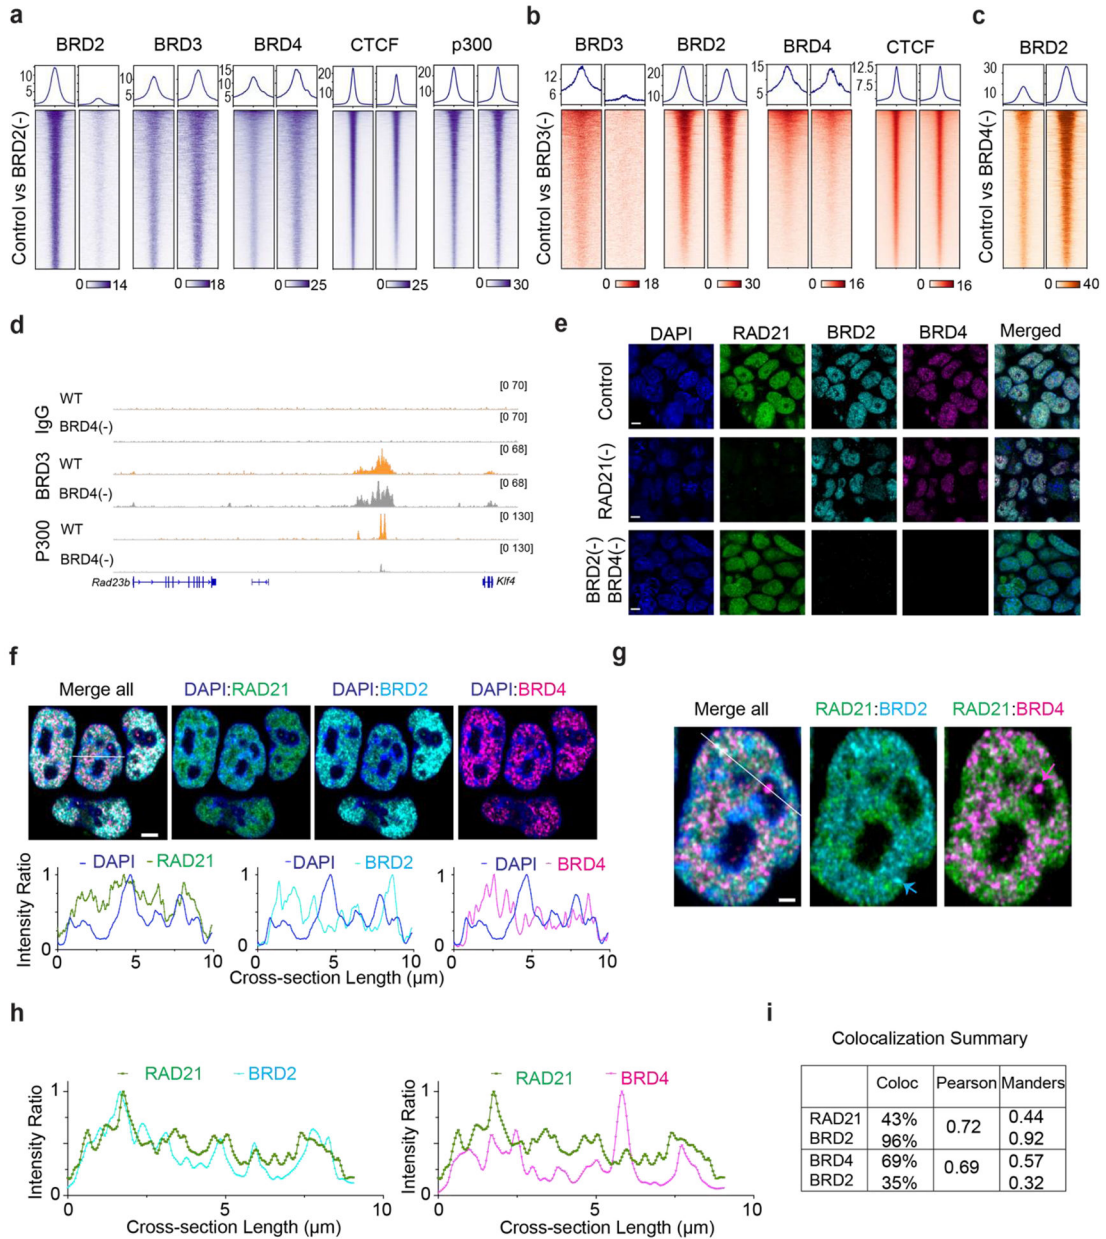 a
BRD2 BRD3 BRD4 CTCF p300
10 5
10 5
15 10 5
20 10
20 10
Control vs BRD2(-)
0 14 0 18 0 25 0 25 0 30
b
BRD3 BRD2 BRD4 CTCF
12 6
20 10
15 10 5
12.5 7.5
Control vs BRD3(-)
0 18 0 30 0 16 0 16
c
BRD2
30 10
Control vs BRD4(-)
0 40
d
IgG
WT [0 70]
BRD4(-) [0 70]
BRD3
WT [0 68]
BRD4(-) [0 68]
P300
WT [0 130]
BRD4(-) [0 130]
Rad23b Klf4
e
DAPI RAD21 BRD2 BRD4 Merged
Control
RAD21(-)
BRD2(-)
BRD4(-)
f
Merge all DAPI:RAD21 DAPI:BRD2 DAPI:BRD4
DAPI RAD21 DAPI BRD2 DAPI BRD4
Intensity Ratio
1 1 1
0 0 0
0 5 10 0 5 10 0 5 10
Cross-section Length (µm)
g
Merge all RAD21:BRD2 RAD21:BRD4
h
RAD21 BRD2 RAD21 BRD4
Intensity Ratio Intensity Ratio
1 1
0 0
0 5 10 0 5 10
Cross-section Length (µm) Cross-section Length (µm)
i
Colocalization Summary
Coloc Pearson Manders
RAD21 43% 0.72 0.44
BRD2 96% 0.92
BRD4 69% 0.69 0.57
BRD2 35% 0.32